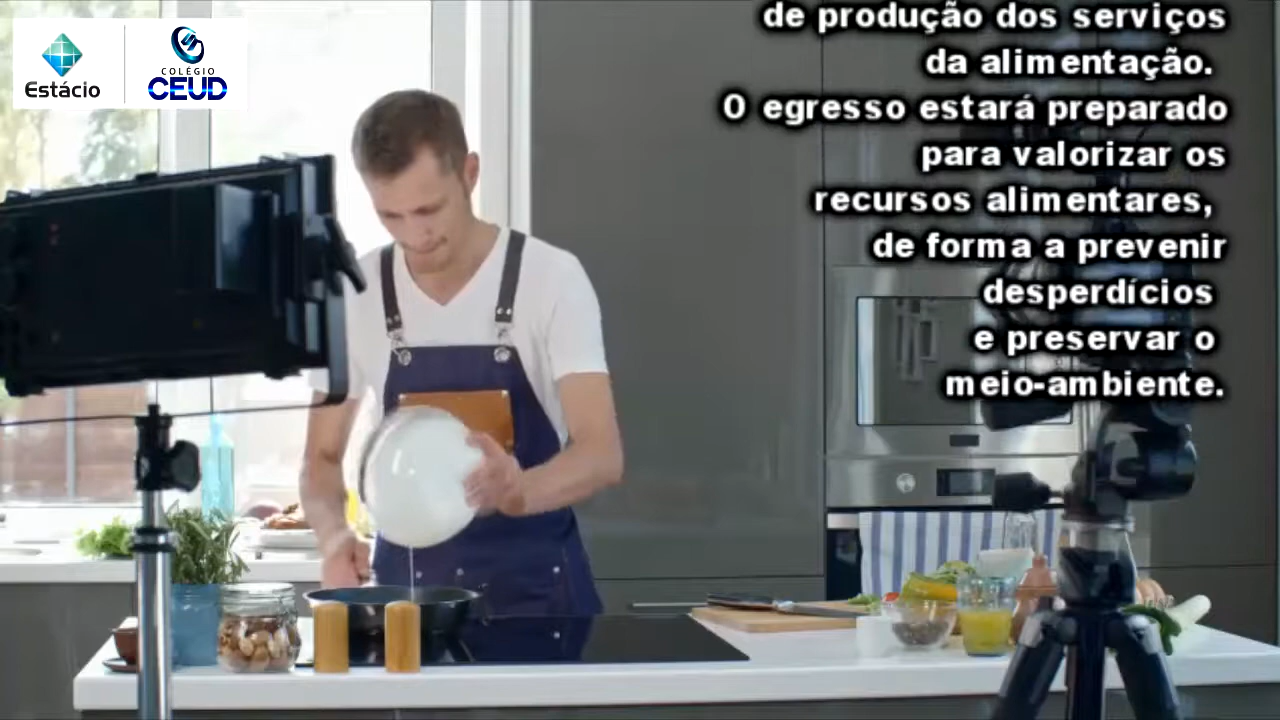 Estácio
COLÉGIO
CEUD
de produção dos serviços
da alimentação.
O egresso estará preparado
para valorizar os
recursos alimentares,
de forma a prevenir
desperdícios
e preservar o
meio-ambiente.